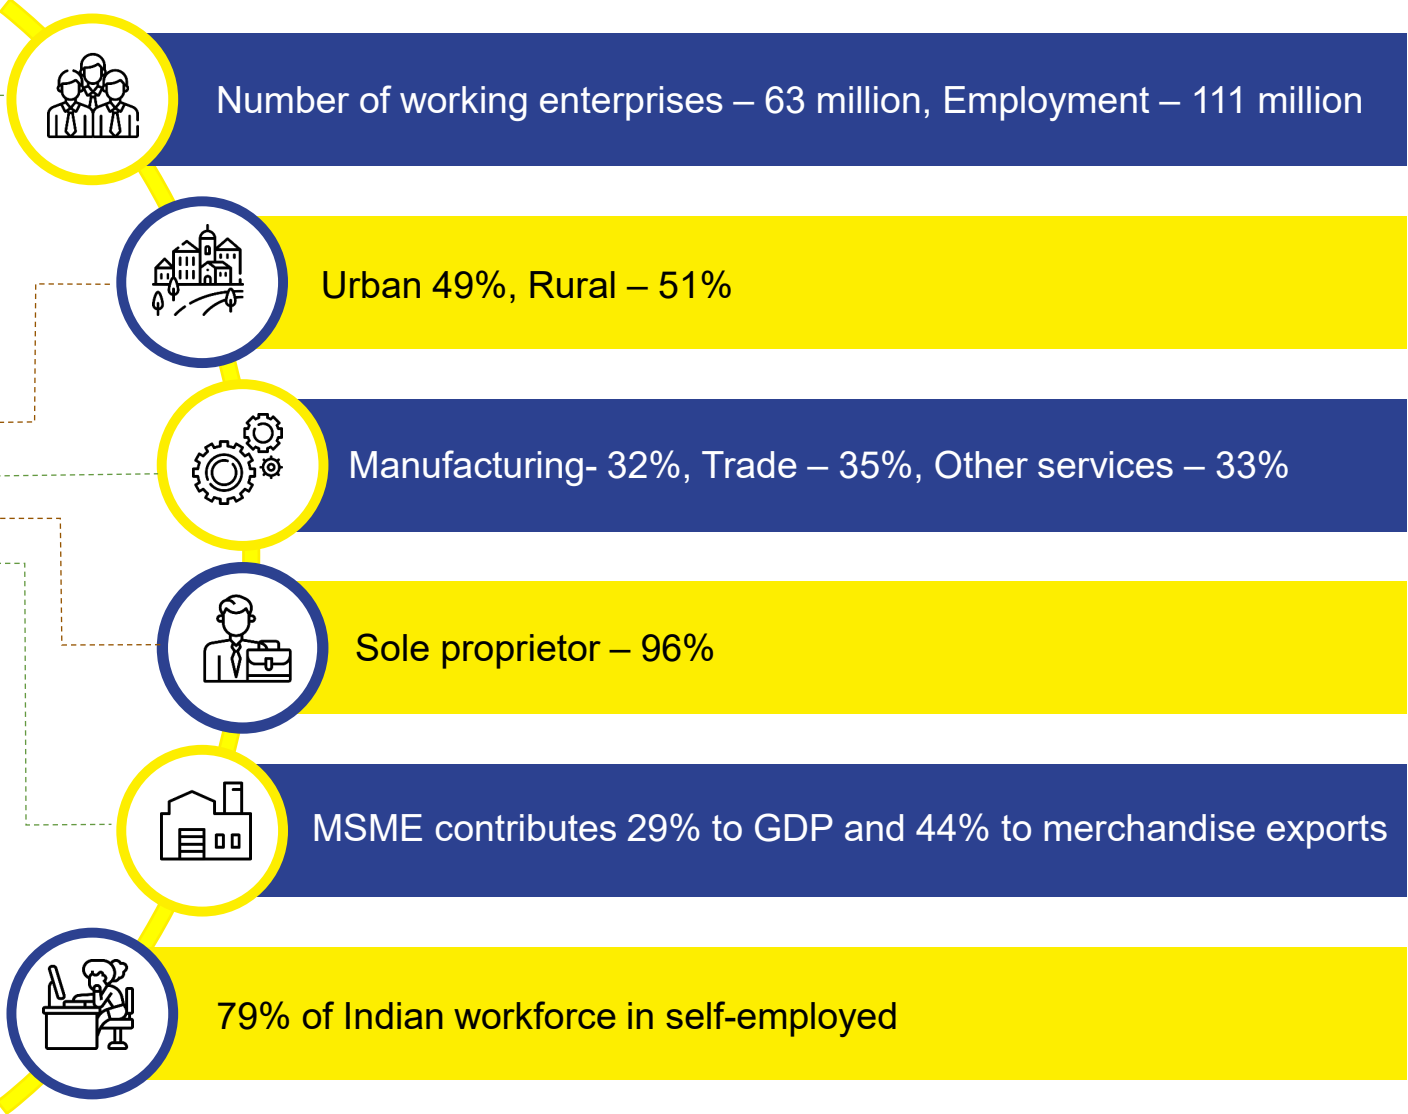 Number of working enterprises – 63 million, Employment – 111 million
Urban 49%, Rural – 51%
Manufacturing- 32%, Trade – 35%, Other services – 33%
Sole proprietor – 96%
MSME contributes 29% to GDP and 44% to merchandise exports
79% of Indian workforce in self-employed